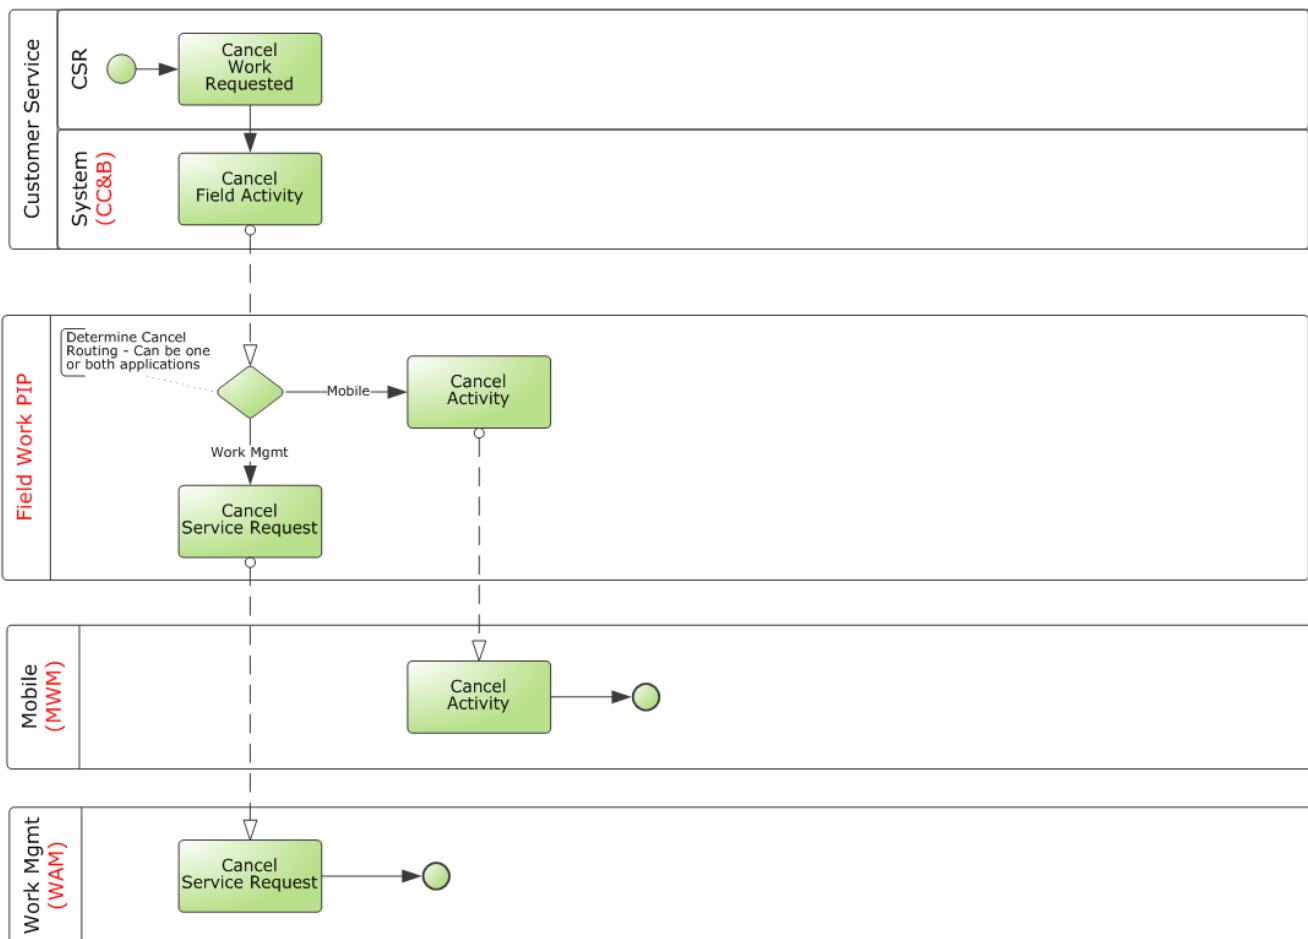 Customer Service
CSR
Cancel
Work
Requested
System
(CC&B)
Cancel
Field Activity
Field Work PIP
Determine Cancel
Routing - Can be one
or both applications
Mobile
Cancel
Activity
Work Mgmt
Cancel
Service Request
Mobile
(MWM)
Cancel
Activity
Work Mgmt
(WAM)
Cancel
Service Request